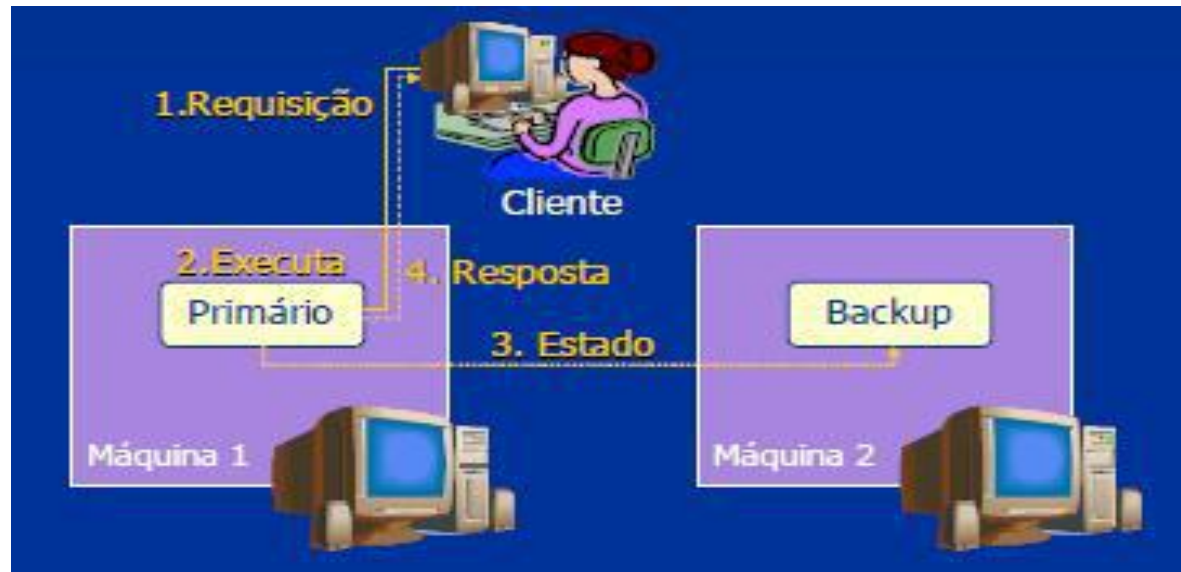 1.Requisição
Cliente
2.Executa
4. Resposta
Primário
Backup
3. Estado
Máquina 1
Máquina 2